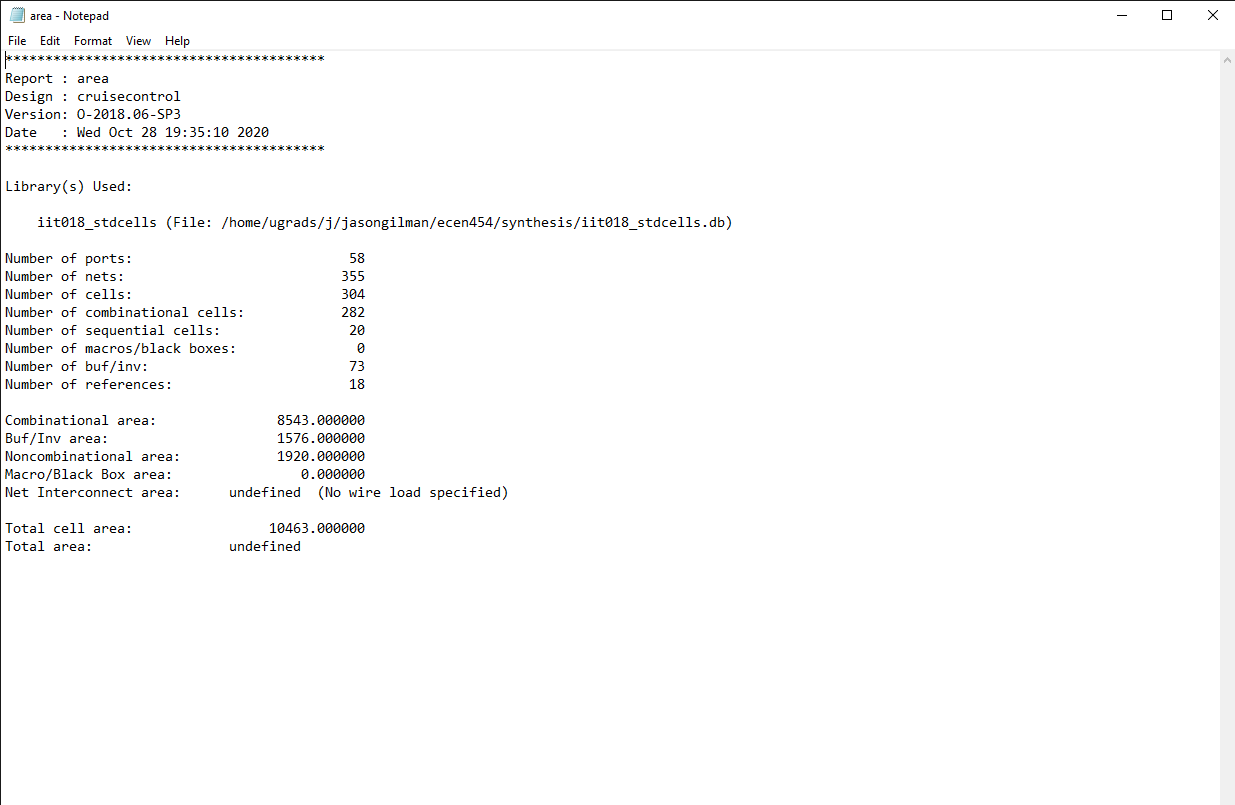 area - Notepad
File Edit Format View Help
****************************************
Report : area
Design : cruisecontrol
Version: O-2018.06-SP3
Date   : Wed Oct 28 19:35:10 2020
****************************************
Library(s) Used:
    iit018_stdcells (File: /home/ugrads/j/jasongilman/ecen454/synthesis/iit018_stdcells.db)
Number of ports:                           58
Number of nets:                           355
Number of cells:                          304
Number of combinational cells:            282
Number of sequential cells:                20
Number of macros/black boxes:               0
Number of buf/inv:                         73
Number of references:                      18
Combinational area:               8543.000000
Buf/Inv area:                     1576.000000
Noncombinational area:            1920.000000
Macro/Black Box area:                0.000000
Net Interconnect area:      undefined  (No wire load specified)
Total cell area:                 10463.000000
Total area:                 undefined